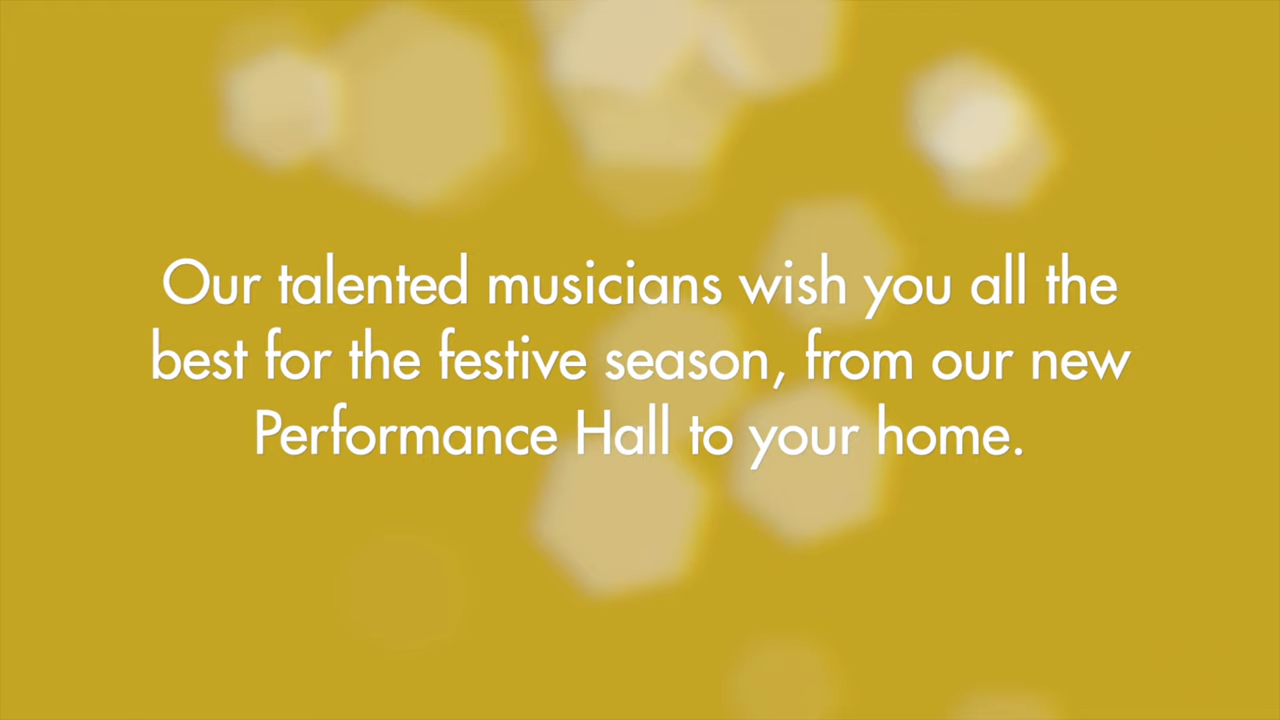 Our talented musicians wish you all the
best for the festive season, from our new
Performance Hall to your home.